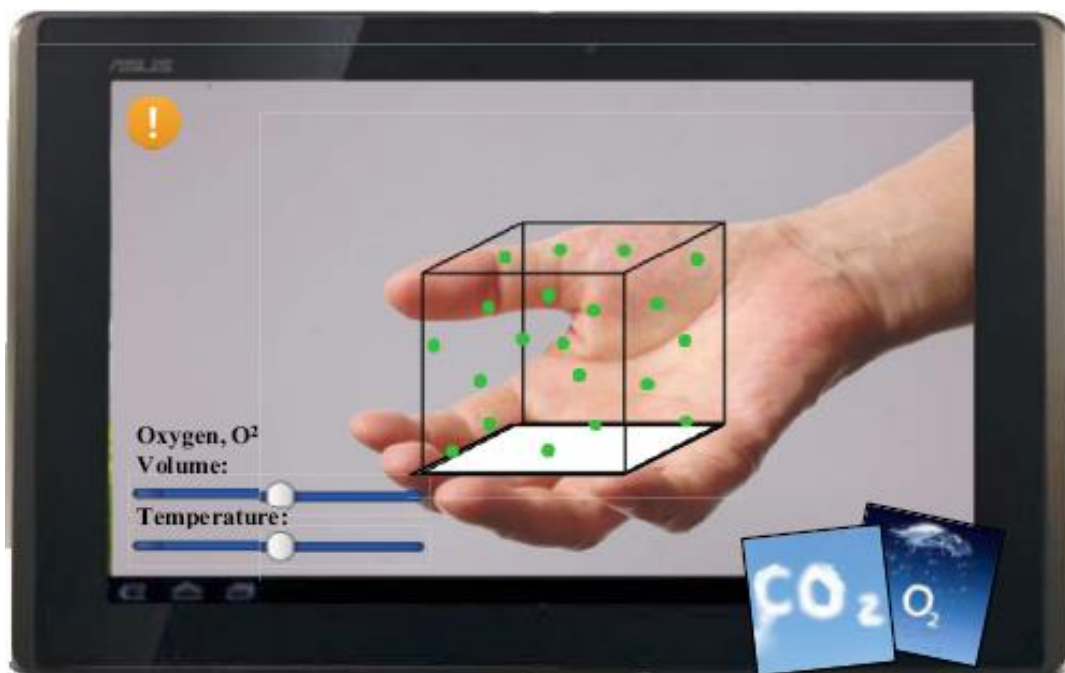 ASUS
!
Oxygen, O²
Volume:
Temperature:
CO₂
O₂